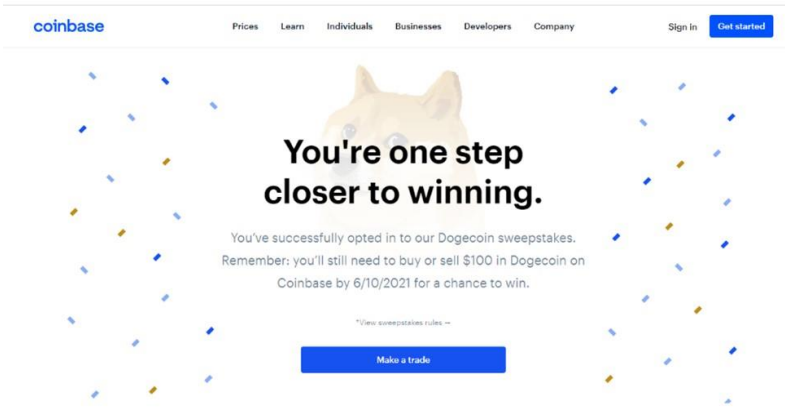 coinbase Prices Learn Individuals Businesses Developers Company Sign in Get started
You're one step
closer to winning.
You've successfully opted in to our Dogecoin sweepstakes.
Remember: you'll still need to buy or sell $100 in Dogecoin on
Coinbase by 6/10/2021 for a chance to win.
*View sweepstakes rules →
Make a trade